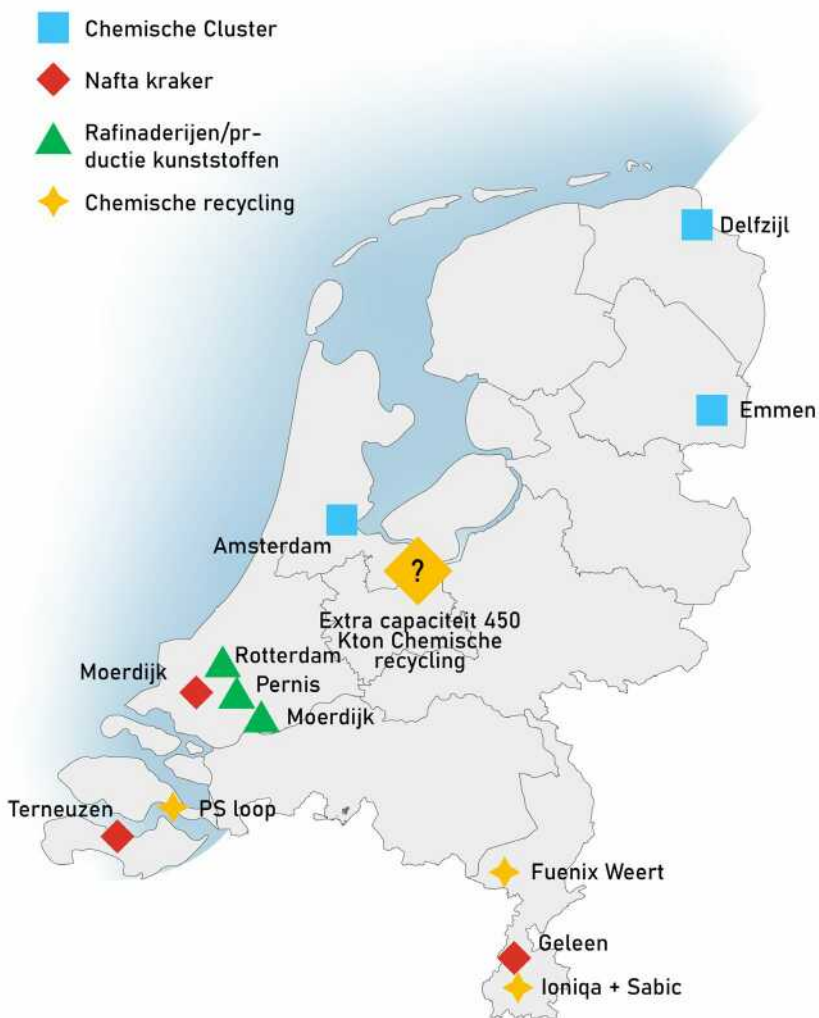 Chemische Cluster
Nafta kraker
Rafinaderijen/pr-
ductie kunststoffen
Chemische recycling
Delfzijl
Emmen
Amsterdam
?
Extra capaciteit 450
Kton Chemische
recycling
Rotterdam
Moerdijk
Pernis
Moerdijk
Terneuzen
PS loop
Fuenix Weert
Geleen
Ioniqa + Sabic